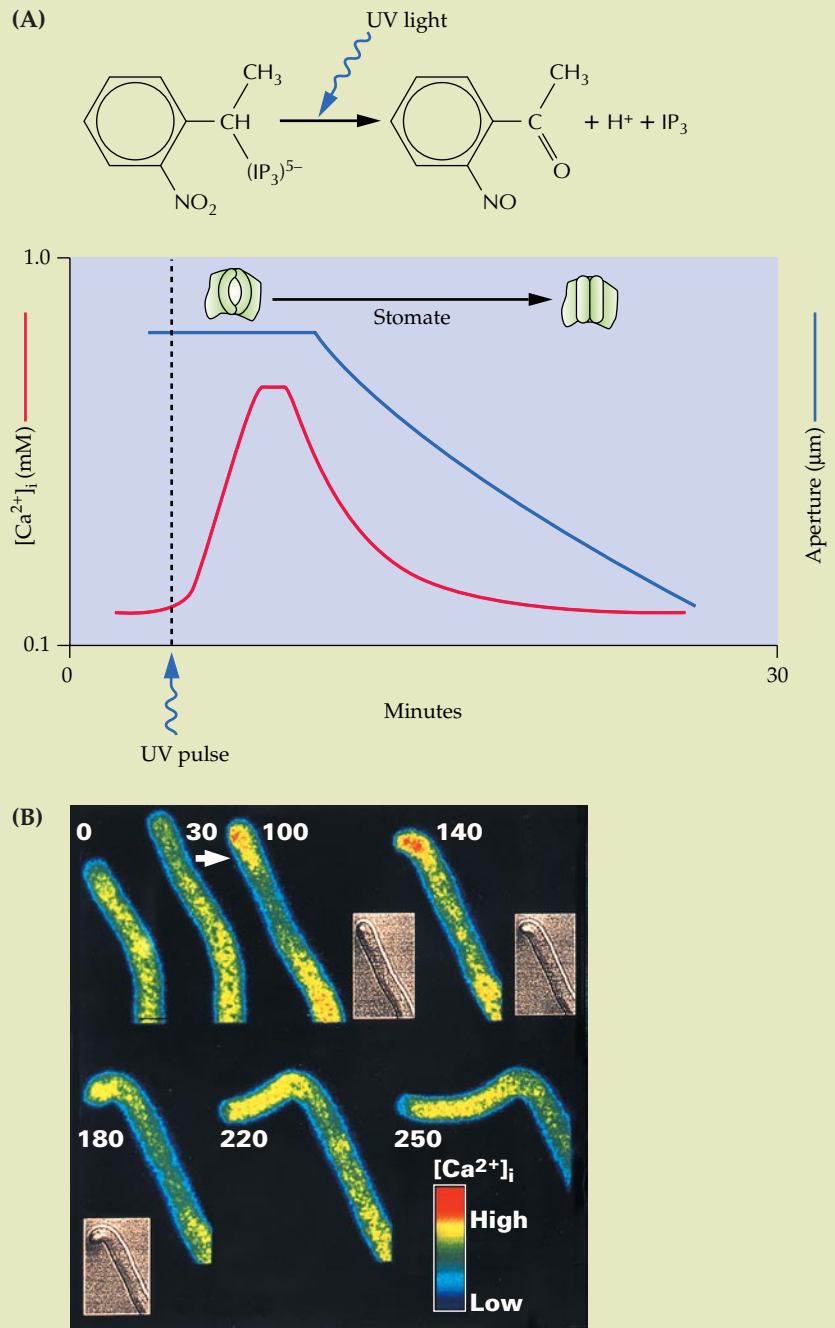 (A)
UV light
CH₃
CH
(IP₃)⁵⁻
NO₂
CH₃
C
O
NO
+ H⁺ + IP₃
1.0
Stomate
[Ca²⁺]ᵢ (mM)
Aperture (μm)
0.1
0
30
Minutes
UV pulse
(B)
0
30
100
140
180
220
250
[Ca²⁺]ᵢ
High
Low